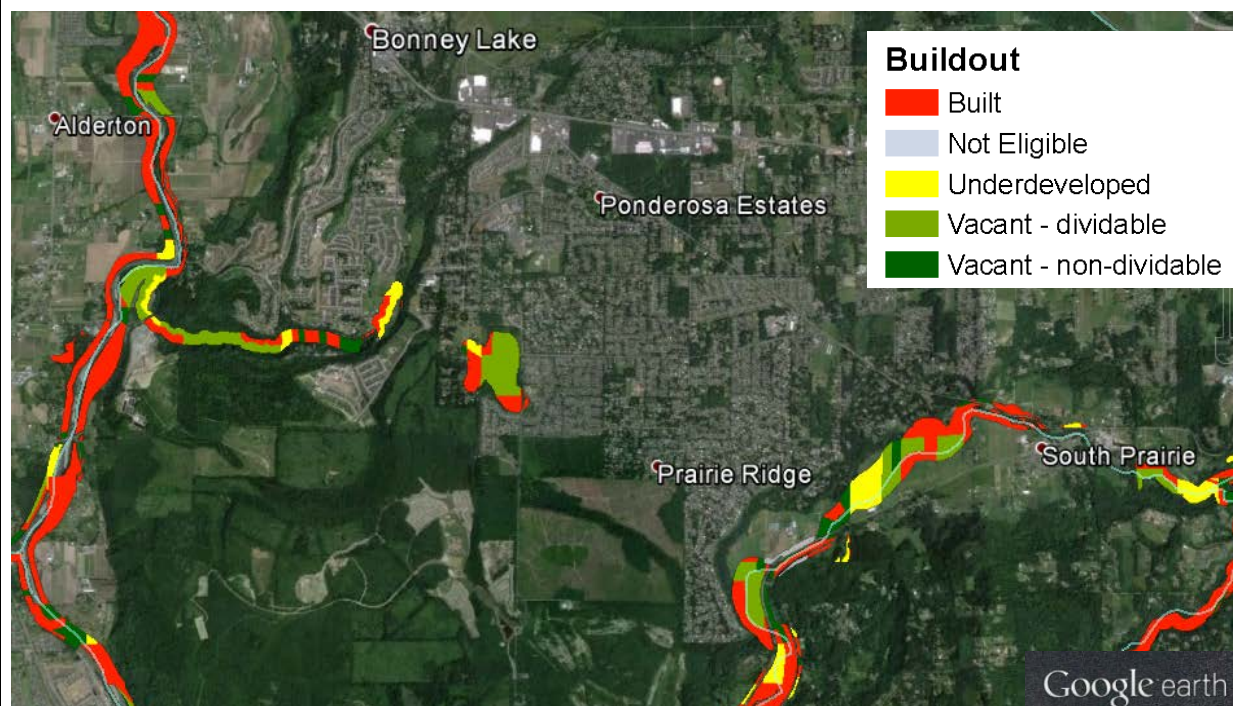 Bonney Lake
Alderton
Ponderosa Estates
Prairie Ridge
South Prairie
Buildout
Built
Not Eligible
Underdeveloped
Vacant - dividable
Vacant - non-dividable
Google earth